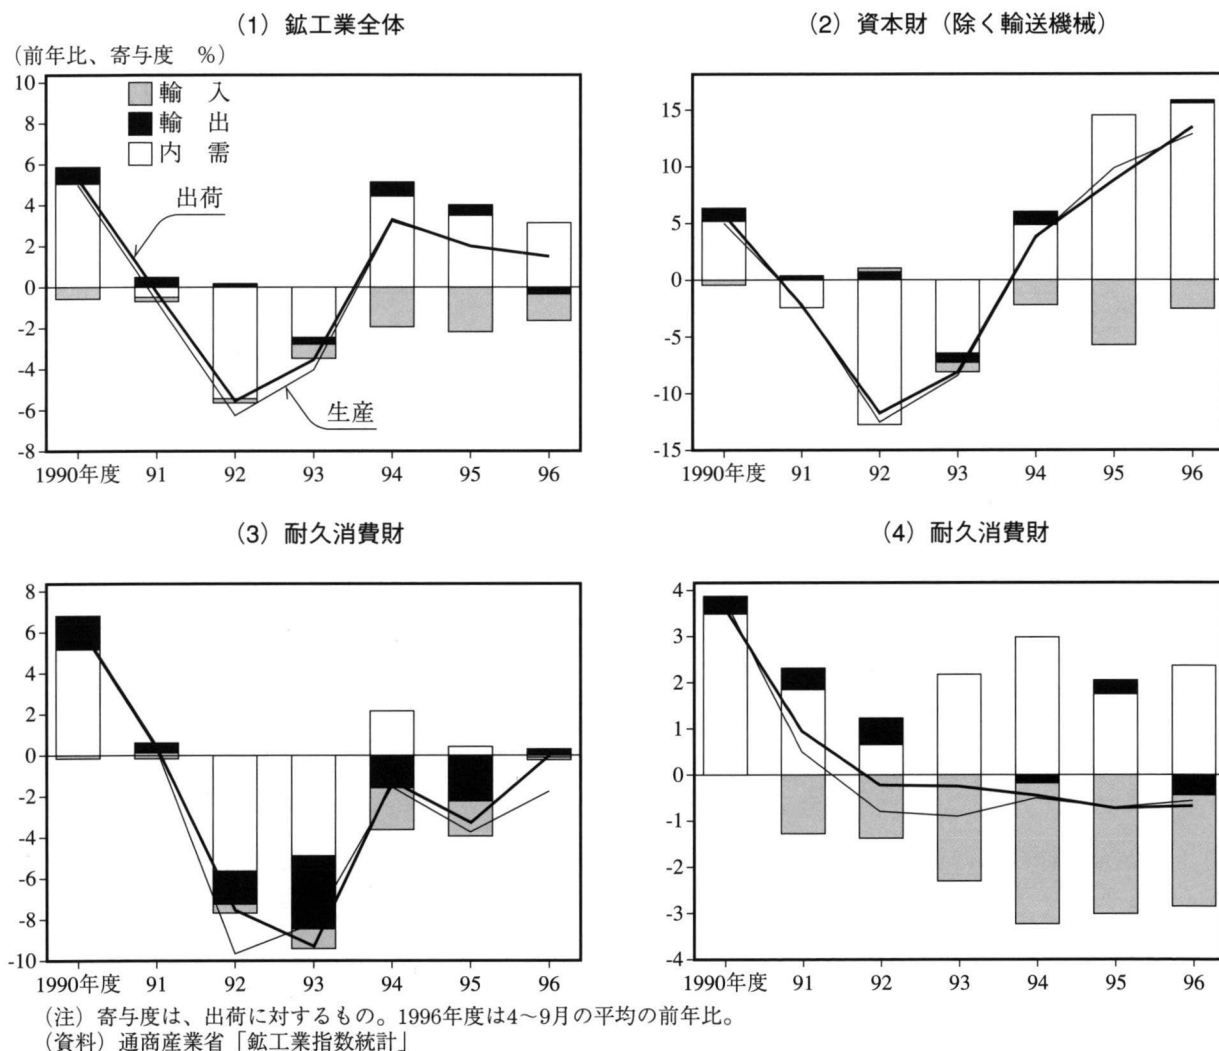 (1) 鉱工業全体
(前年比、寄与度 %)
10
8
6
4
2
0
-2
-4
-6
-8
輸 入
輸 出
内 需
出荷
生産
1990年度 91 92 93 94 95 96
(2) 資本財(除く輸送機械)
15
10
5
0
-5
-10
-15
1990年度 91 92 93 94 95 96
(3) 耐久消費財
8
6
4
2
0
-2
-4
-6
-8
-10
1990年度 91 92 93 94 95 96
(4) 耐久消費財
4
3
2
1
0
-1
-2
-3
-4
1990年度 91 92 93 94 95 96
(注) 寄与度は、出荷に対するもの。1996年度は4〜9月の平均の前年比。
(資料) 通商産業省「鉱工業指数統計」